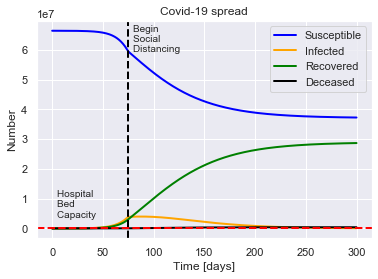 Covid-19 spread
1e7
Begin
Social
Distancing
Susceptible
Infected
Recovered
Deceased
Hospital
Bed
Capacity
Number
6
5
4
3
2
1
0
0 50 100 150 200 250 300
Time [days]